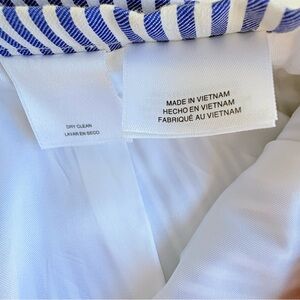 DRY CLEAN
LAVAR EN SECO
MADE IN VIETNAM
HECHO EN VIETNAM
FABRIQUÉ AU VIETNAM